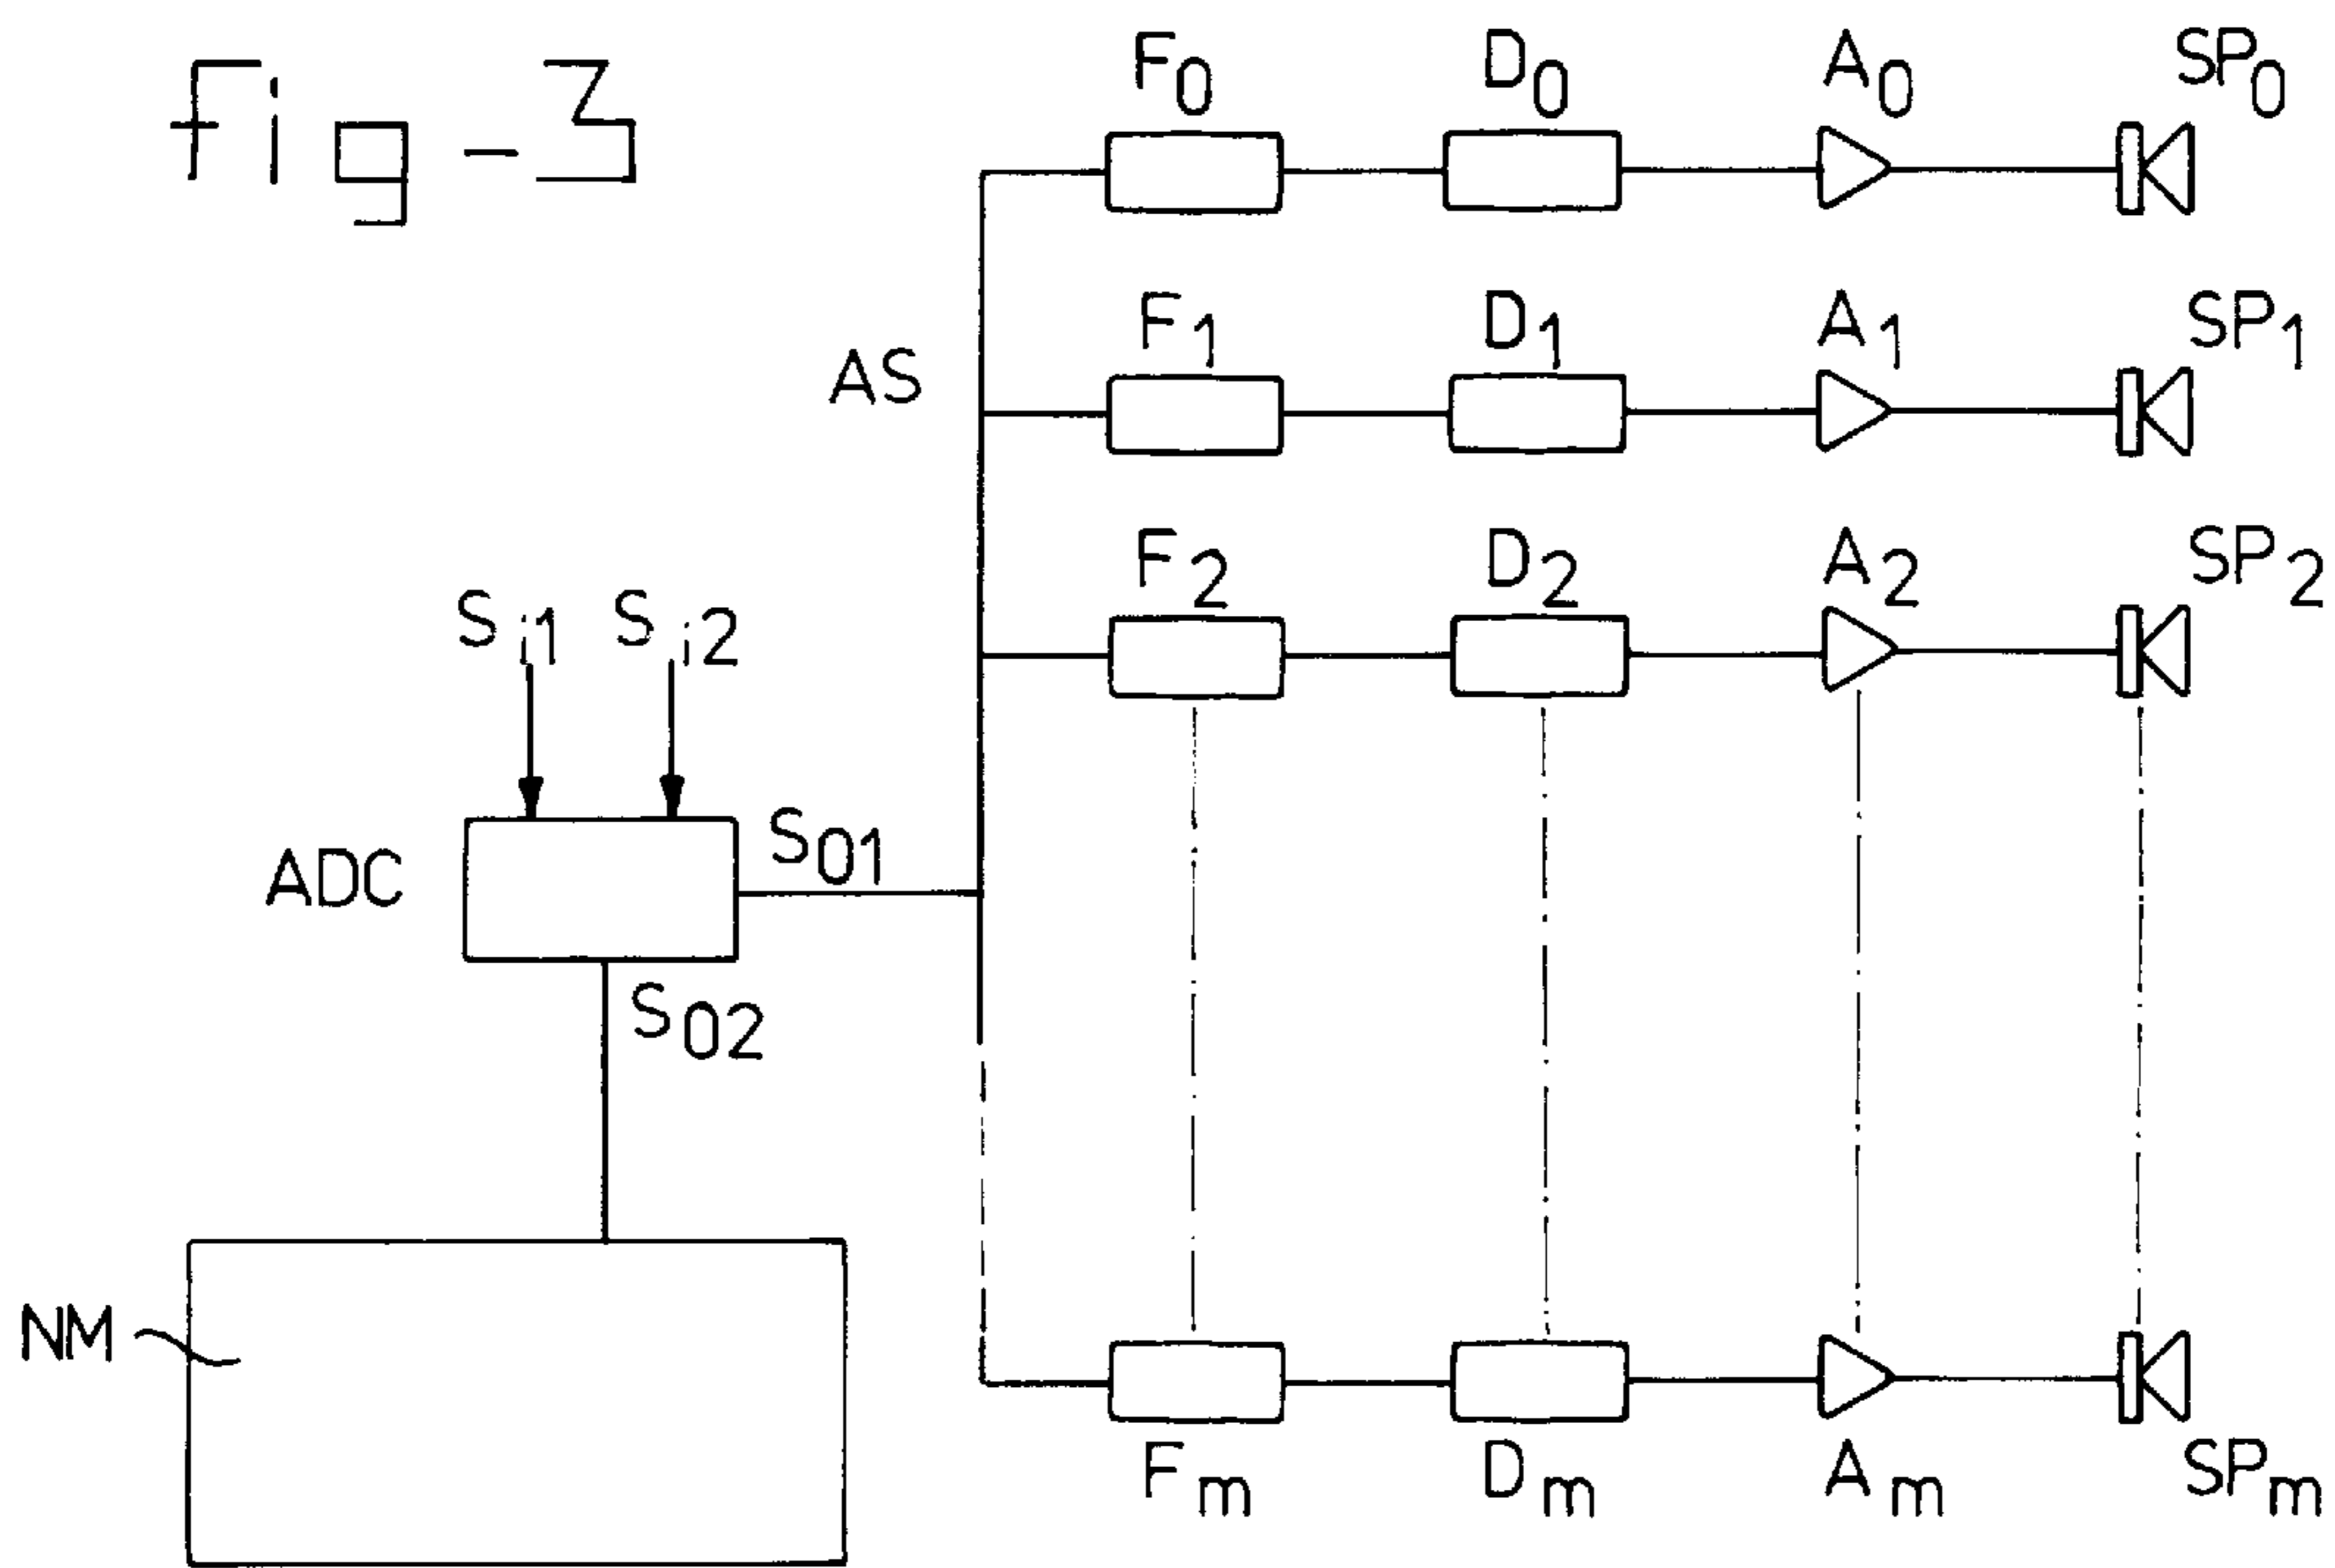 Fig-3
F0 D0 A0 SP0
F1 D1 A1 SP1
AS
F2 D2 A2 SP2
Si1 Si2
S01
ADC
S02
NM
Fm Dm Am SPm